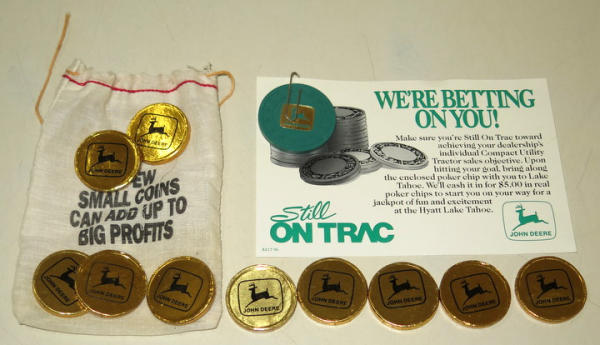 JOHN DEERE
JOHN DEERE
EW
SMALL COINS
CAN ADD UP TO
BIG PROFITS
JOHN DEERE
JOHN DEERE
JOHN DEERE
WE'RE BETTING
ON YOU!
Make sure you're Still On Trac toward
achieving your dealership's
individual Compact Utility
Tractor sales objective. Upon
hitting your goal, bring along
the enclosed poker chip with you to Lake
Tahoe. We'll cash it in for $5.00 in real
poker chips to start you on your way for a
jackpot of fun and excitement
at the Hyatt Lake Tahoe.
Still
ON TRAC
JOHN DEERE
JOHN DEERE
JOHN DEERE
JOHN DEERE
JOHN DEERE
JOHN DEERE